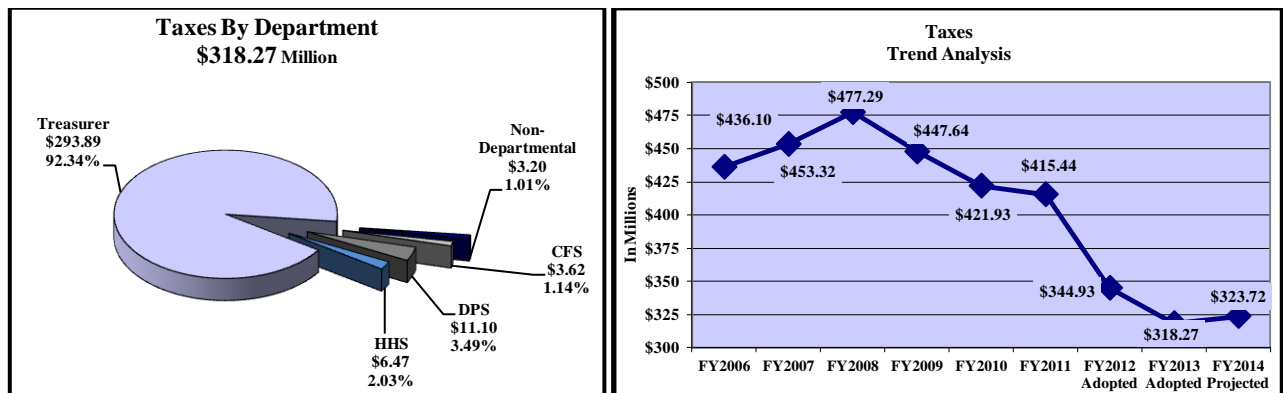 Taxes By Department
$318.27 Million
Treasurer
$293.89
92.34%
Non-
Departmental
$3.20
1.01%
CFS
$3.62
1.14%
DPS
$11.10
3.49%
HHS
$6.47
2.03%
Taxes
Trend Analysis
In Millions
$500
$475
$450
$425
$400
$375
$350
$325
$300
$436.10
$453.32
$477.29
$447.64
$421.93
$415.44
$344.93
$318.27
$323.72
FY2006 FY2007 FY2008 FY2009 FY2010 FY2011 FY2012 FY2013 FY2014
Adopted Adopted Projected